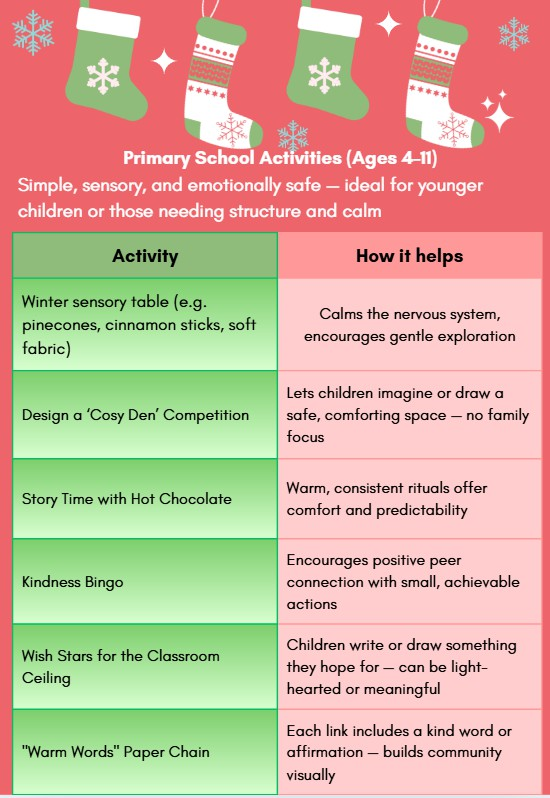 Primary School Activities (Ages 4–11)
Simple, sensory, and emotionally safe — ideal for younger
children or those needing structure and calm
Activity
How it helps
Winter sensory table (e.g.
pinecones, cinnamon sticks, soft
fabric)
Calms the nervous system,
encourages gentle exploration
Design a ‘Cosy Den’ Competition
Lets children imagine or draw a
safe, comforting space — no family
focus
Story Time with Hot Chocolate
Warm, consistent rituals offer
comfort and predictability
Kindness Bingo
Encourages positive peer
connection with small, achievable
actions
Wish Stars for the Classroom
Ceiling
Children write or draw something
they hope for — can be light-
hearted or meaningful
"Warm Words" Paper Chain
Each link includes a kind word or
affirmation — builds community
visually